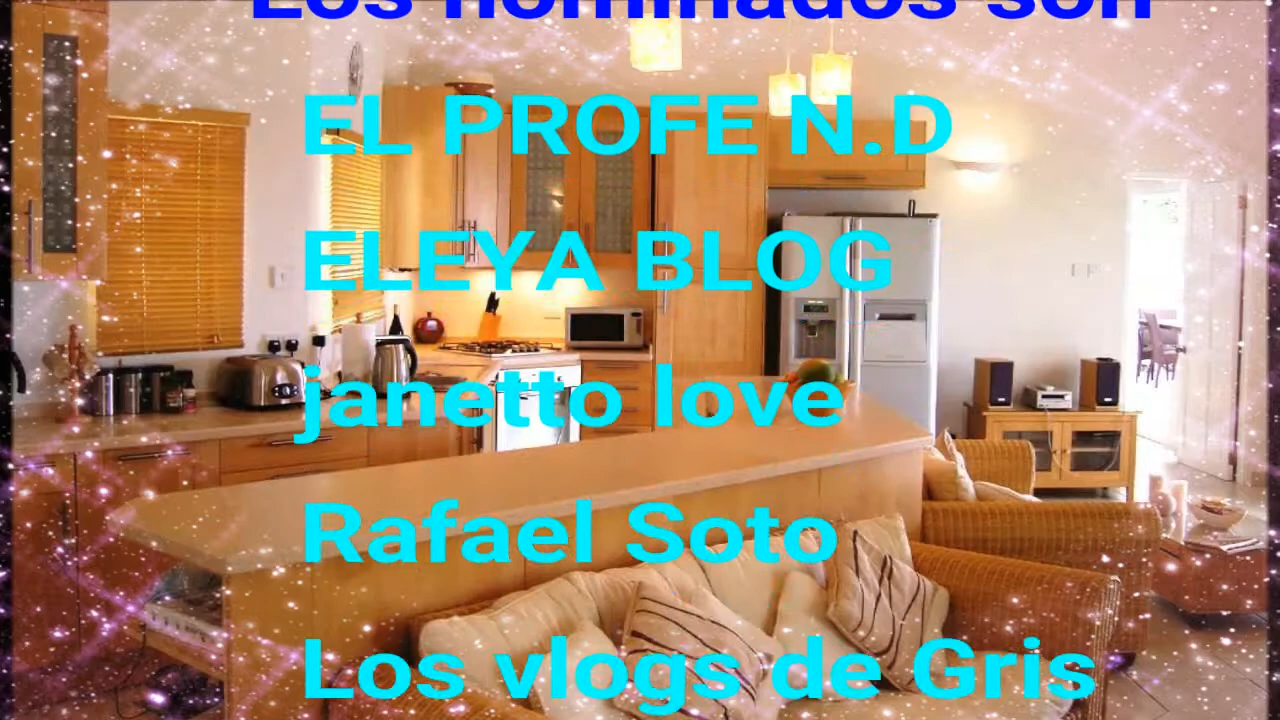 Los nominados son
EL PROFE N.D
ELEYA BLOG
janetto love
Rafael Soto
Los vlogs de Gris